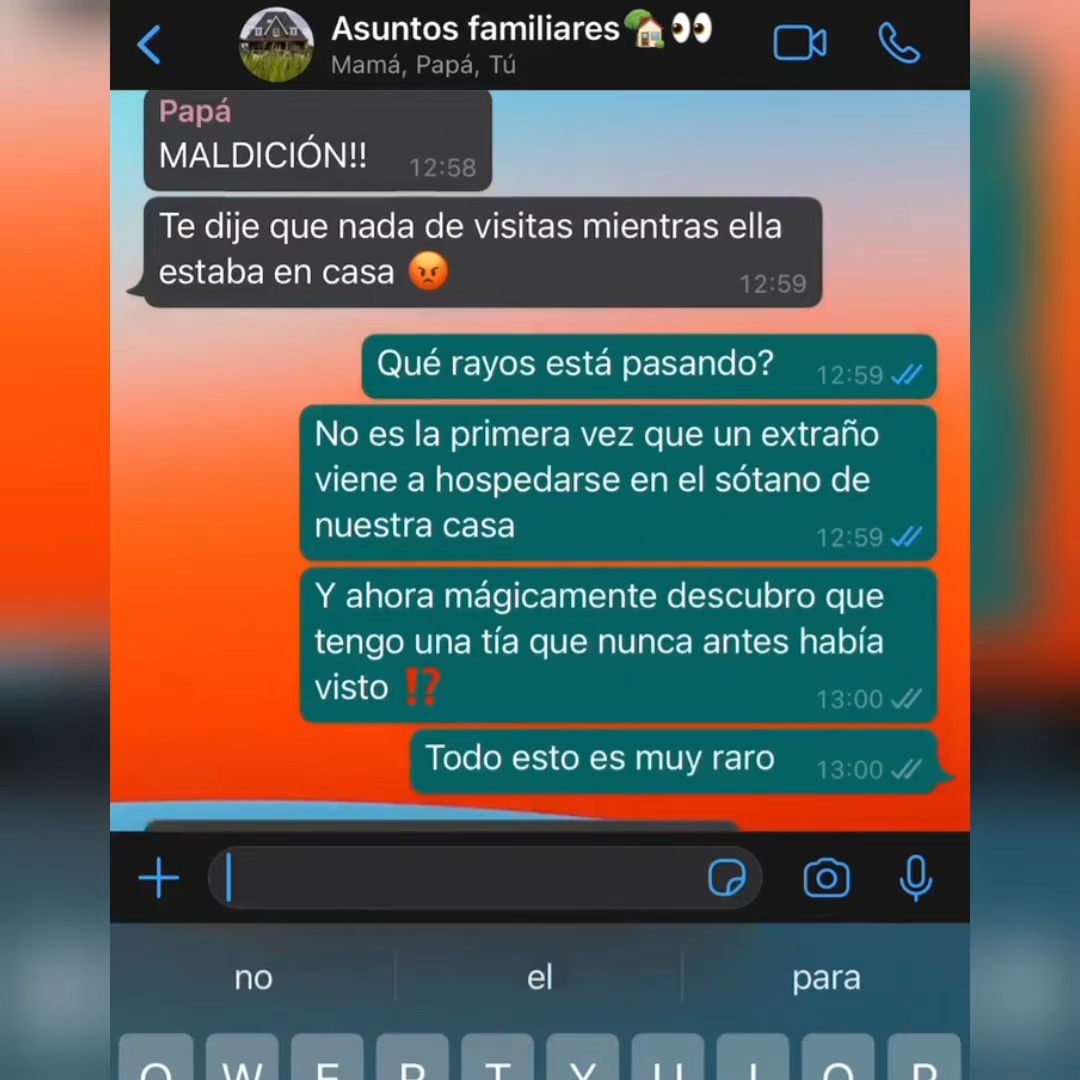 Asuntos familiares🏡👀
Mamá, Papá, Tú
Papá
MALDICIÓN!!
12:58
Te dije que nada de visitas mientras ella
estaba en casa 😡
12:59
Qué rayos está pasando?
12:59
No es la primera vez que un extraño
viene a hospedarse en el sótano de
nuestra casa
12:59
Y ahora mágicamente descubro que
tengo una tía que nunca antes había
visto ⁉️
13:00
Todo esto es muy raro
13:00
no el para
Q W E R T Y U I O P